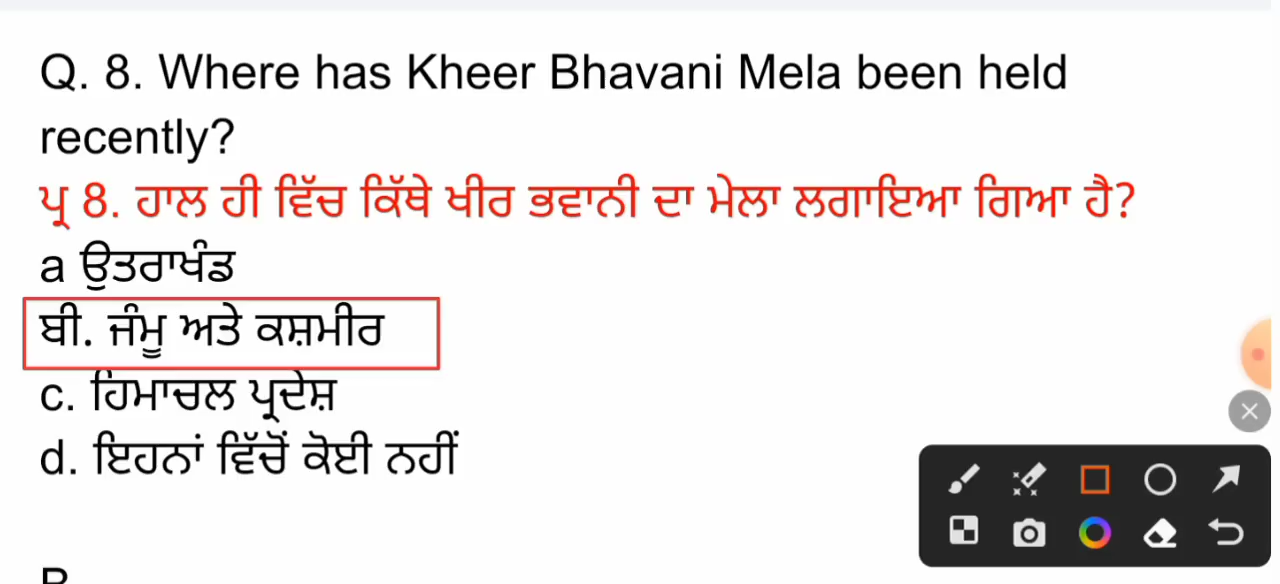 Q. 8. Where has Kheer Bhavani Mela been held
recently?
ਪ੍ਰ 8. ਹਾਲ ਹੀ ਵਿੱਚ ਕਿੱਥੇ ਖੀਰ ਭਵਾਨੀ ਦਾ ਮੇਲਾ ਲਗਾਇਆ ਗਿਆ ਹੈ?
a ਉਤਰਾਖੰਡ
ਬੀ. ਜੰਮੂ ਅਤੇ ਕਸ਼ਮੀਰ
c. ਹਿਮਾਚਲ ਪ੍ਰਦੇਸ਼
d. ਇਹਨਾਂ ਵਿੱਚੋਂ ਕੋਈ ਨਹੀਂ